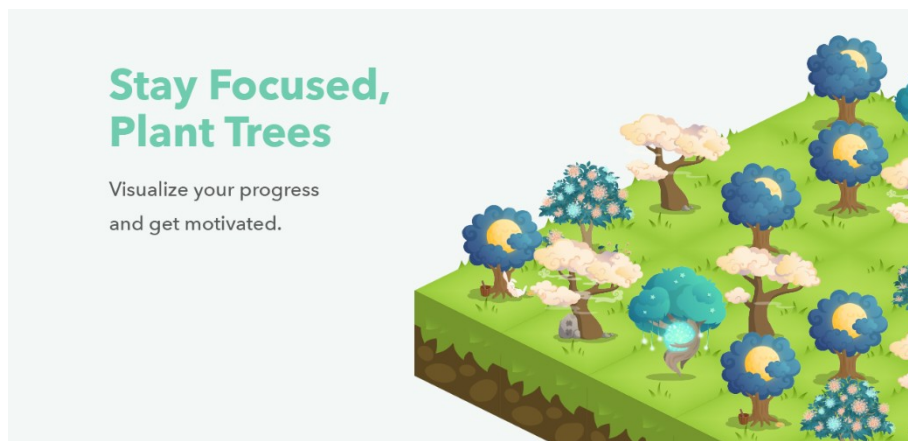 Stay Focused,
Plant Trees
Visualize your progress
and get motivated.